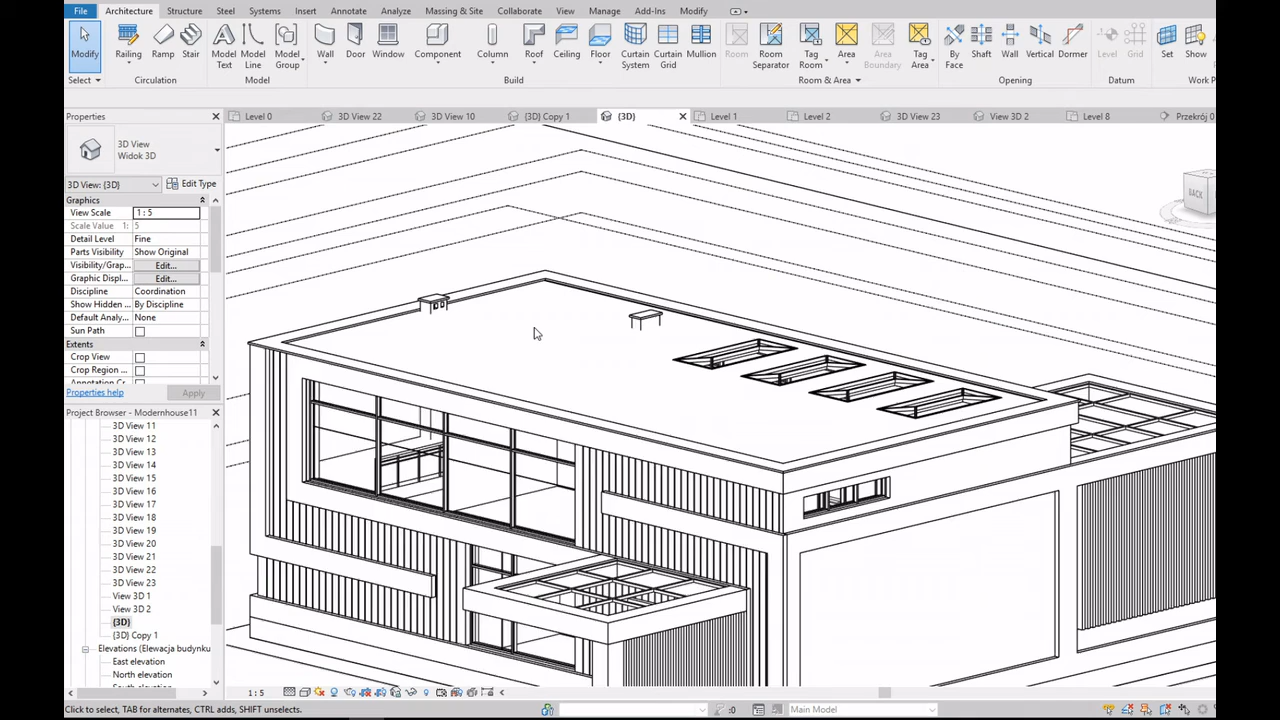 File Architecture Structure Steel Systems Insert Annotate Analyze Massing & Site Collaborate View Manage Add-Ins Modify
Modify Railing Ramp Stair Model Text Model Line Model Group Wall Door Window Component Column Roof Ceiling Floor Curtain System Curtain Grid Mullion Room Room Separator Tag Room Area Area Boundary Tag Area By Face Shaft Wall Vertical Dormer Level Grid Set Show
Select Circulation Model Build Room & Area Opening Datum Work P
Properties Level 0 3D View 22 3D View 10 {3D} Copy 1 {3D} Level 1 Level 2 3D View 23 View 3D 2 Level 8 Przekrój 0
3D View
Widok 3D
3D View: {3D} Edit Type
Graphics
View Scale 1 : 5
Scale Value 1: 5
Detail Level Fine
Parts Visibility Show Original
Visibility/Grap... Edit...
Graphic Displ... Edit...
Discipline Coordination
Show Hidden By Discipline
Default Analy... None
Sun Path
Extents
Crop View
Crop Region
Annotation Cr
Properties help Apply
Project Browser - Modernhouse11
3D View 11
3D View 12
3D View 13
3D View 14
3D View 15
3D View 16
3D View 17
3D View 18
3D View 19
3D View 20
3D View 21
3D View 22
3D View 23
View 3D 1
View 3D 2
{3D}
{3D} Copy 1
Elevations (Elewacja budynku
East elevation
North elevation
South elevation
BACK
1 : 5
Click to select, TAB for alternates, CTRL adds, SHIFT unselects. :0 Main Model